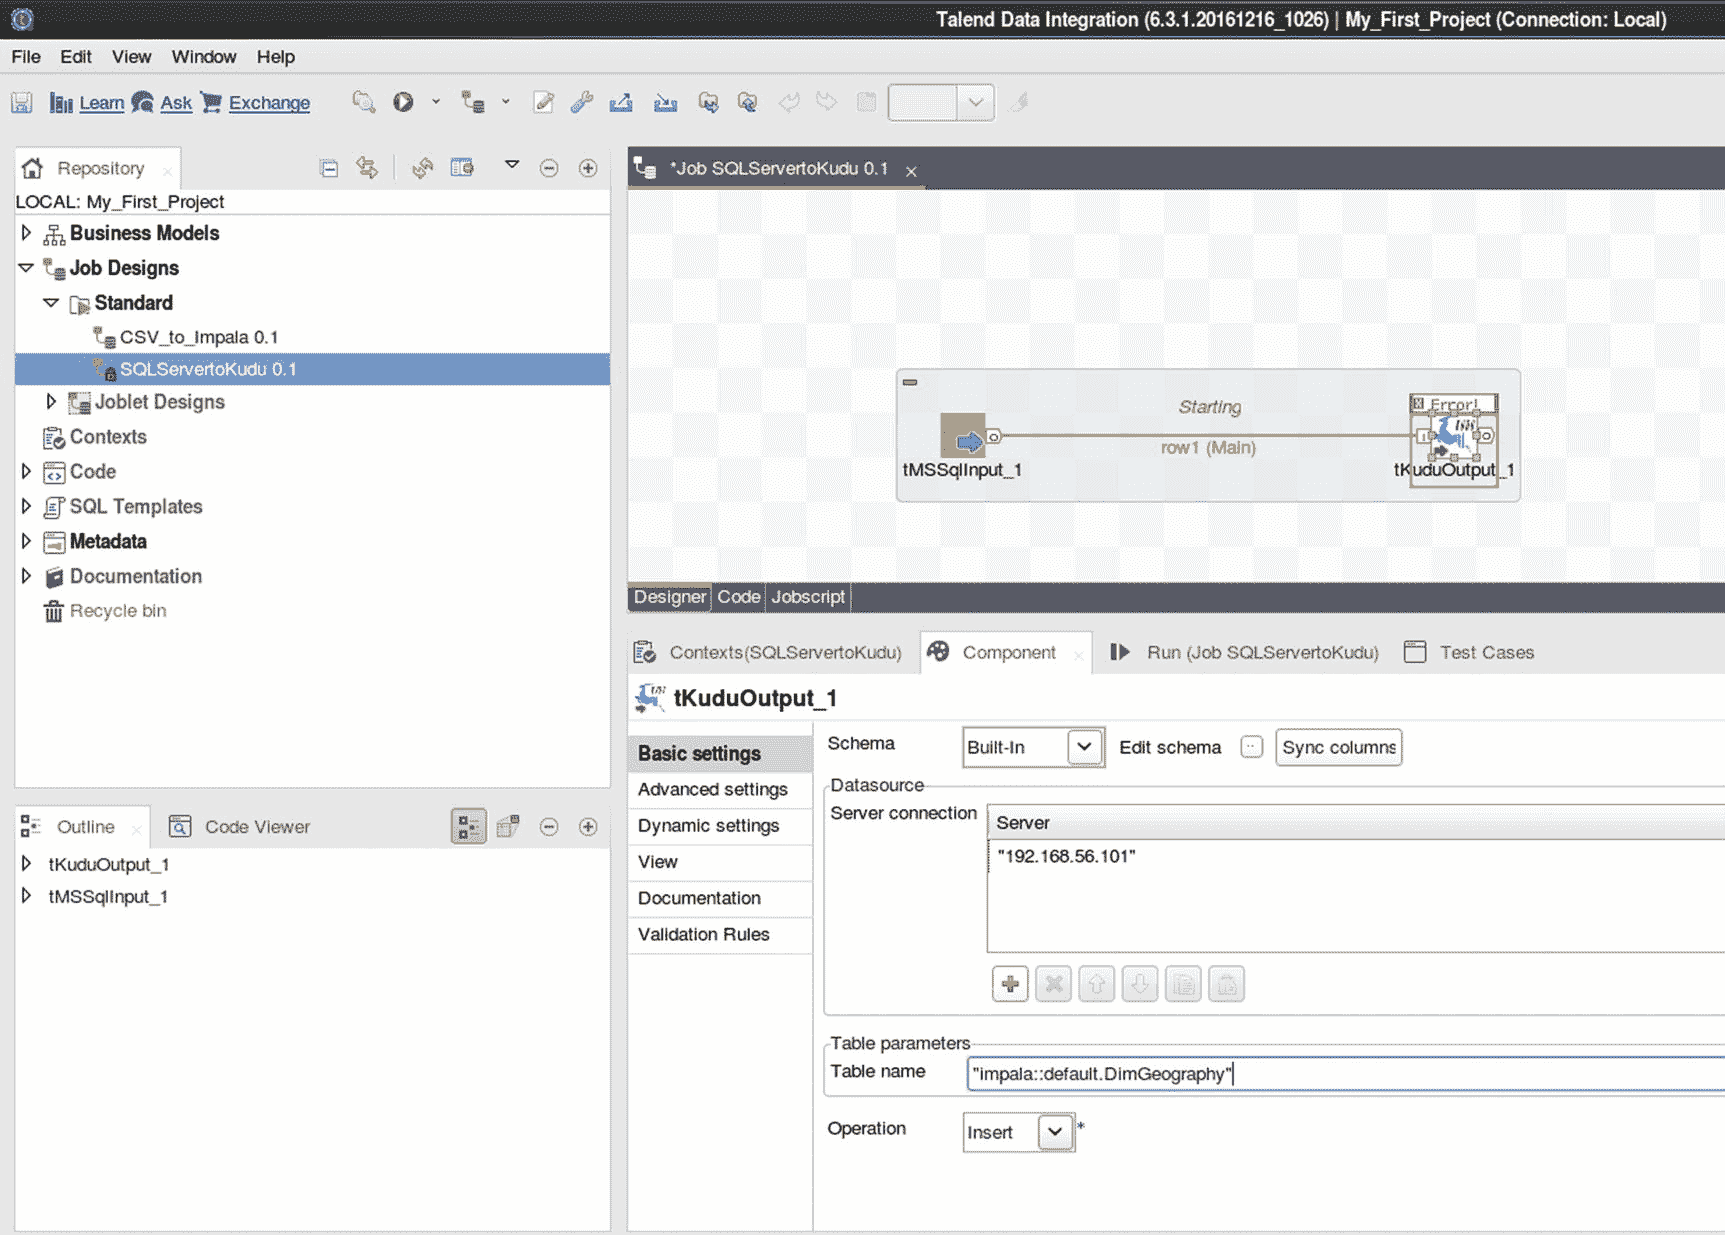 Talend Data Integration (6.3.1.20161216_1026) | My_First_Project (Connection: Local)
File Edit View Window Help
Learn Ask Exchange
Repository
LOCAL: My_First_Project
Business Models
Job Designs
Standard
CSV_to_Impala 0.1
SQLServertoKudu 0.1
Joblet Designs
Contexts
Code
SQL Templates
Metadata
Documentation
Recycle bin
Outline Code Viewer
tKuduOutput_1
tMSSqlInput_1
*Job SQLServertoKudu 0.1
Starting
Error!
row1 (Main)
tMSSqlInput_1
tKuduOutput_1
Designer Code Jobscript
Contexts(SQLServertoKudu) Component Run (Job SQLServertoKudu) Test Cases
tKuduOutput_1
Basic settings
Advanced settings
Dynamic settings
View
Documentation
Validation Rules
Schema Built-In Edit schema Sync columns
Datasource
Server connection Server
"192.168.56.101"
Table parameters
Table name "impala::default.DimGeography"
Operation Insert *